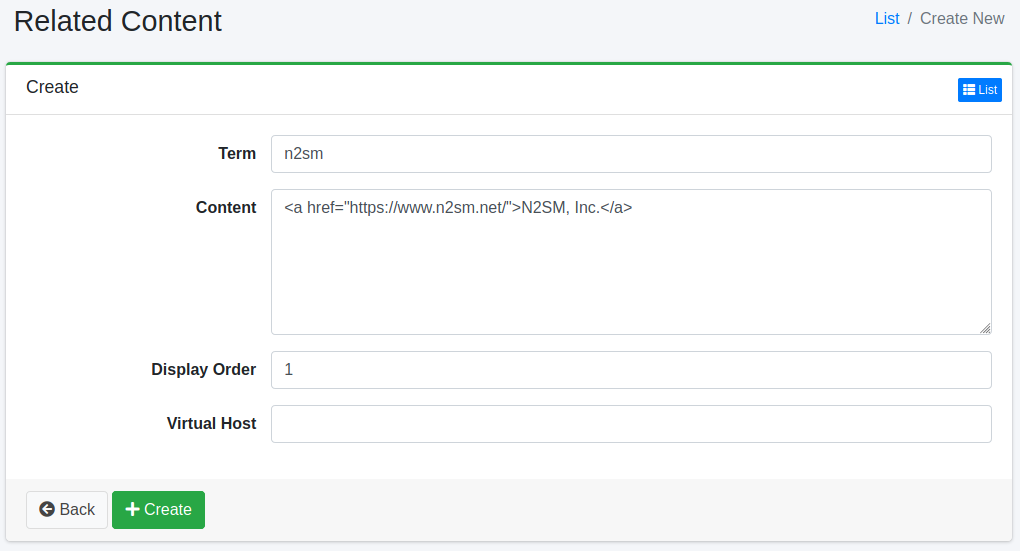 Related Content
List / Create New
Create
List
Term
n2sm
Content
<a href="https://www.n2sm.net/">N2SM, Inc.</a>
Display Order
1
Virtual Host
Back
Create